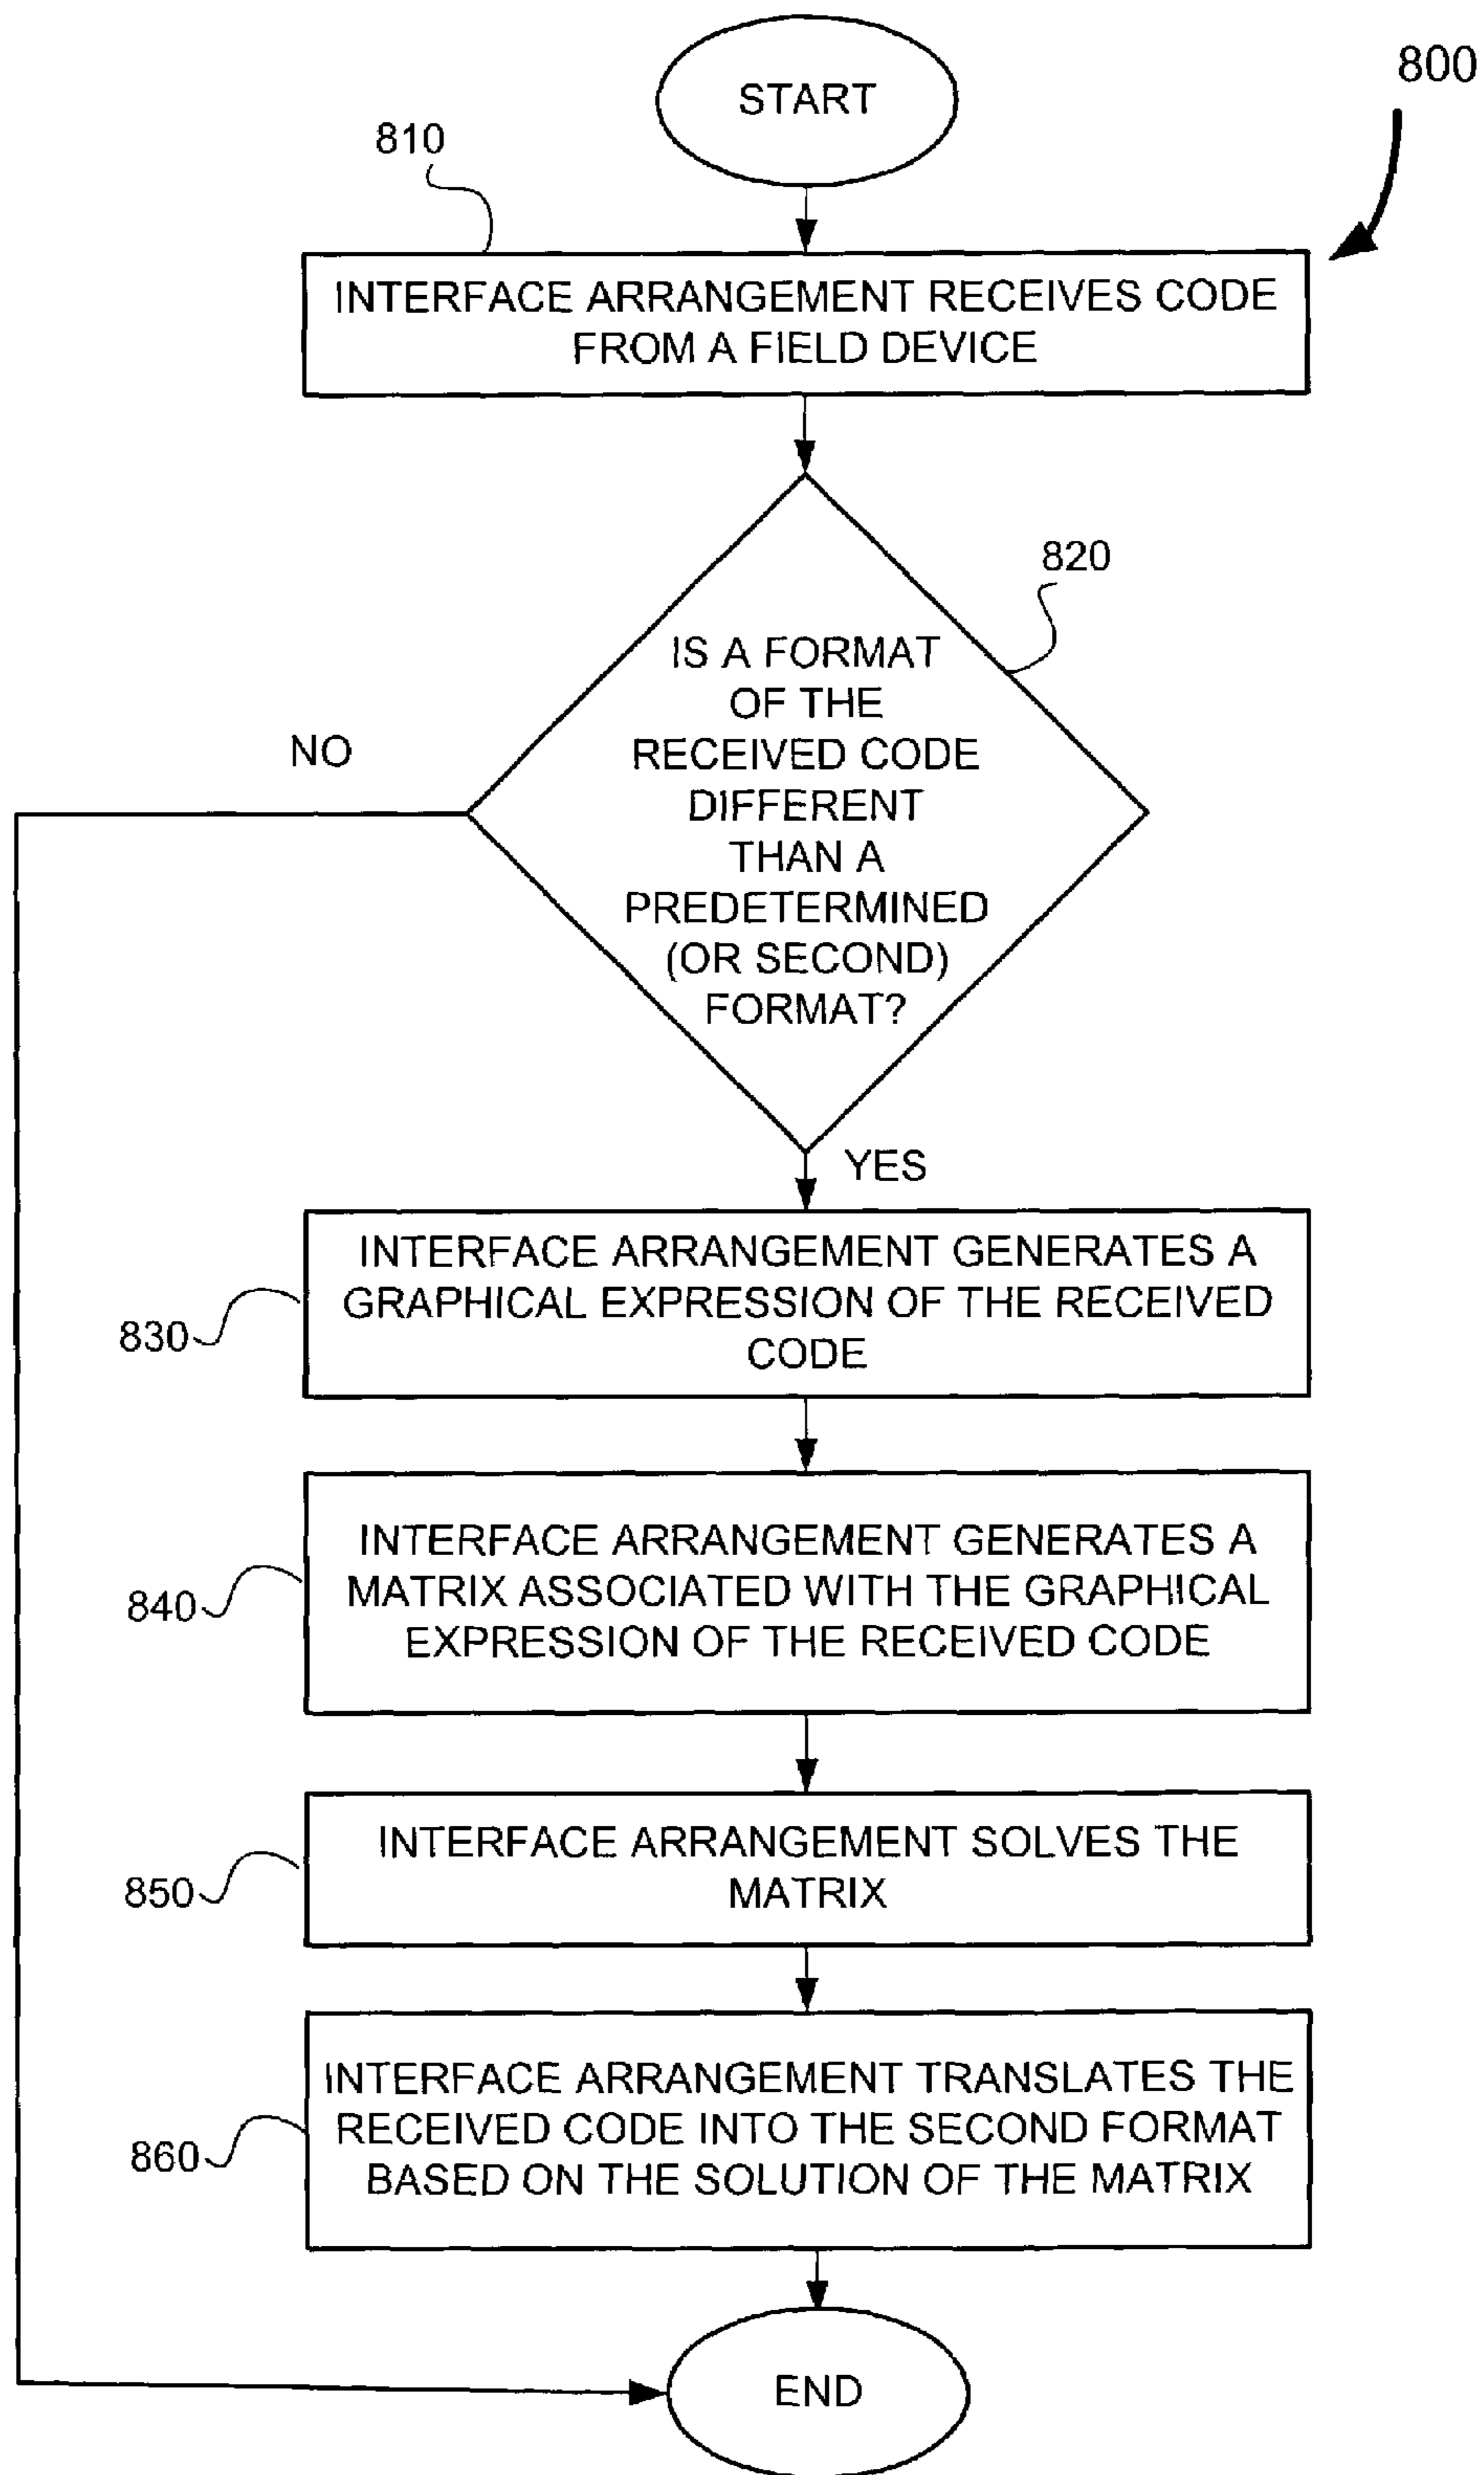 START
800
810
INTERFACE ARRANGEMENT RECEIVES CODE
FROM A FIELD DEVICE
820
IS A FORMAT
OF THE
RECEIVED CODE
DIFFERENT
THAN A
PREDETERMINED
(OR SECOND)
FORMAT?
NO
YES
INTERFACE ARRANGEMENT GENERATES A
GRAPHICAL EXPRESSION OF THE RECEIVED
CODE
830
INTERFACE ARRANGEMENT GENERATES A
MATRIX ASSOCIATED WITH THE GRAPHICAL
EXPRESSION OF THE RECEIVED CODE
840
INTERFACE ARRANGEMENT SOLVES THE
MATRIX
850
INTERFACE ARRANGEMENT TRANSLATES THE
RECEIVED CODE INTO THE SECOND FORMAT
BASED ON THE SOLUTION OF THE MATRIX
860
END